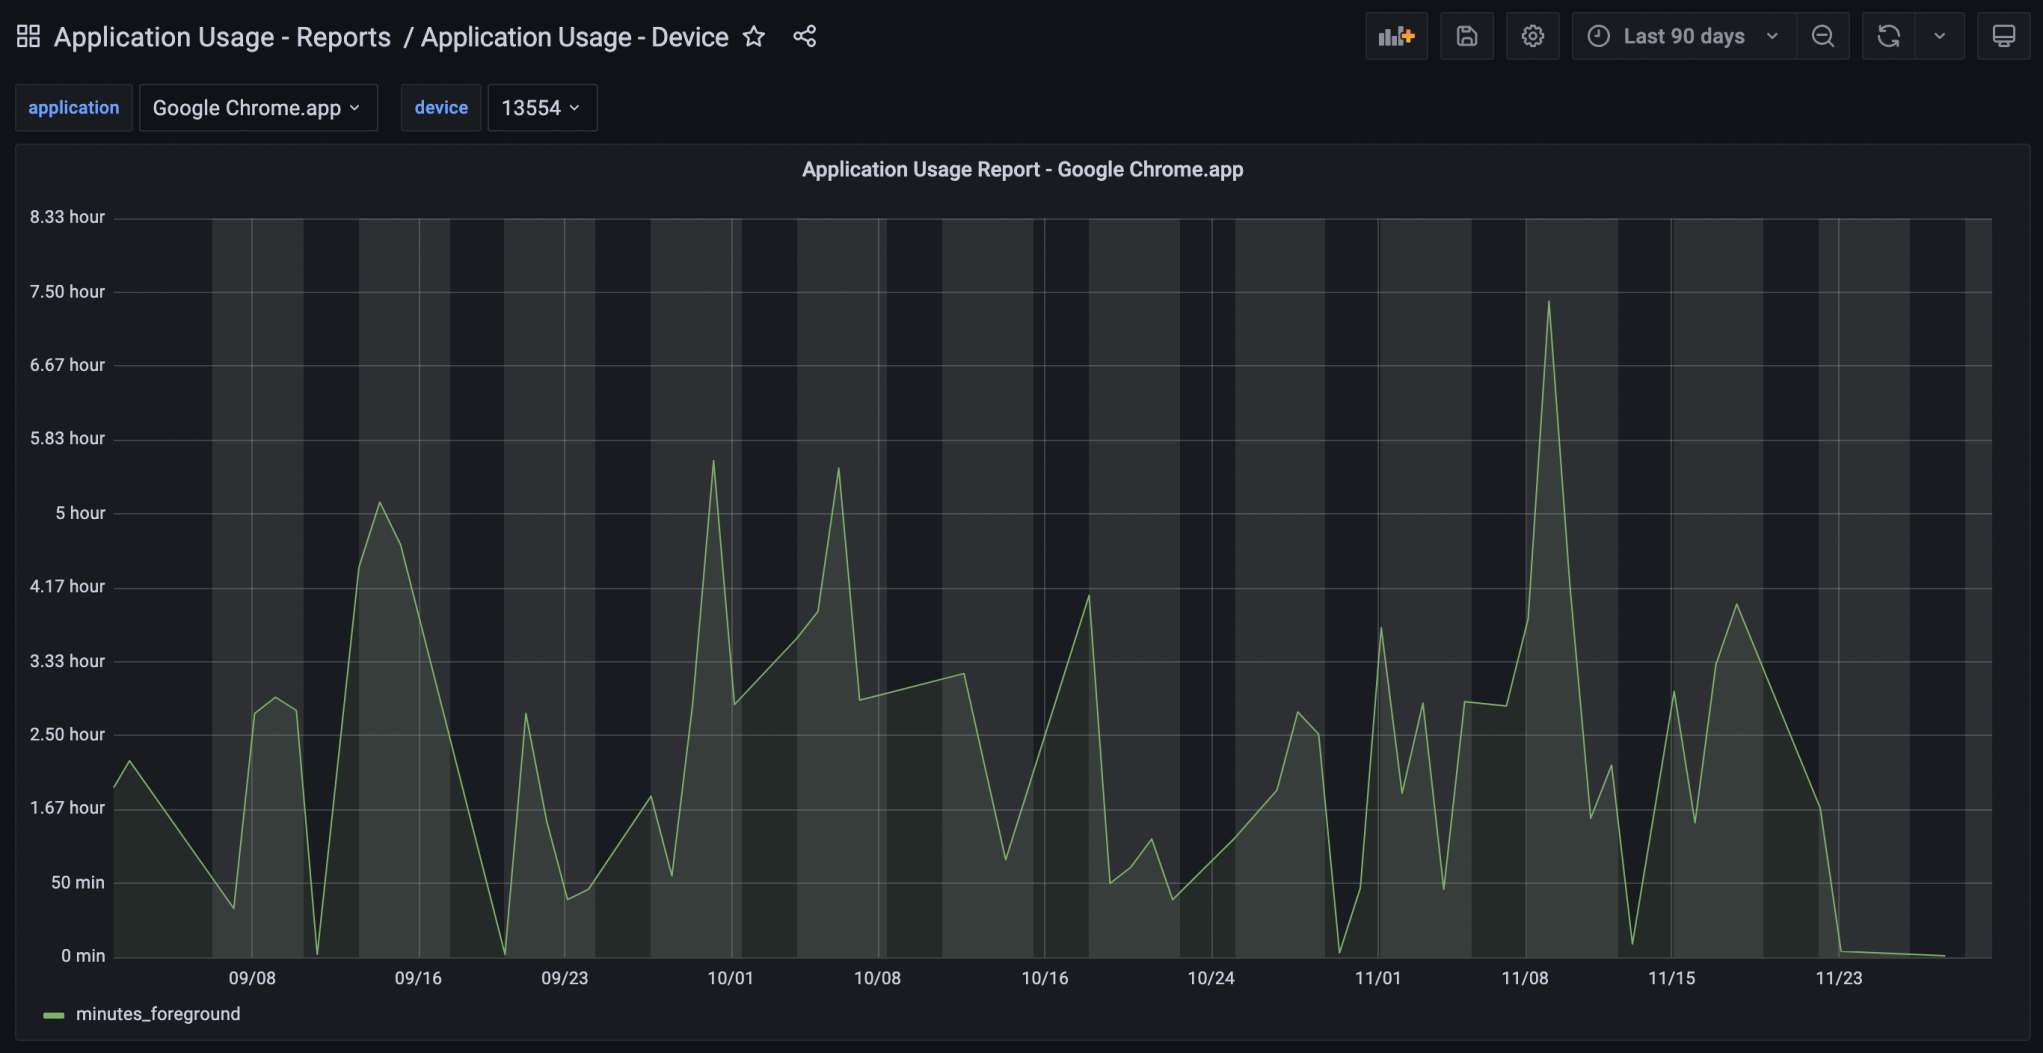 Application Usage - Reports / Application Usage - Device
Last 90 days
application Google Chrome.app device 13554
Application Usage Report - Google Chrome.app
8.33 hour
7.50 hour
6.67 hour
5.83 hour
5 hour
4.17 hour
3.33 hour
2.50 hour
1.67 hour
50 min
0 min
09/08 09/16 09/23 10/01 10/08 10/16 10/24 11/01 11/08 11/15 11/23
minutes_foreground